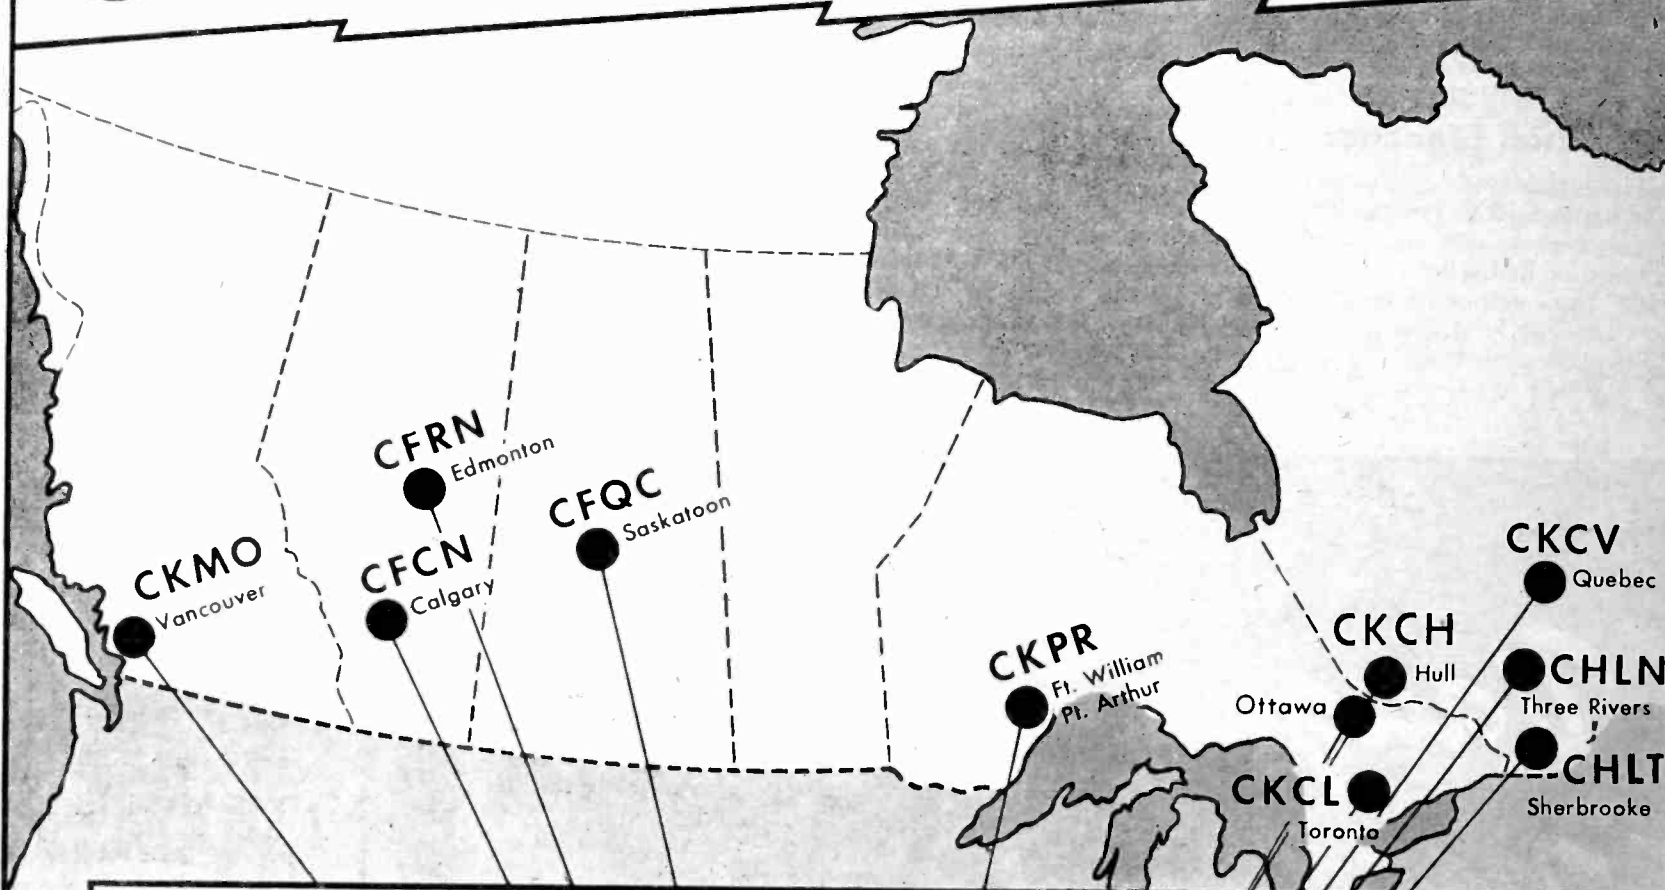 CFRN
Edmonton
CFQC
Saskatoon
CKMO
Vancouver
CFCN
Calgary
CKPR
Ft. William
Pt. Arthur
CKCV
Quebec
CKCH
Hull
Ottawa
CHLN
Three Rivers
CHLT
Sherbrooke
CKCL
Toronto